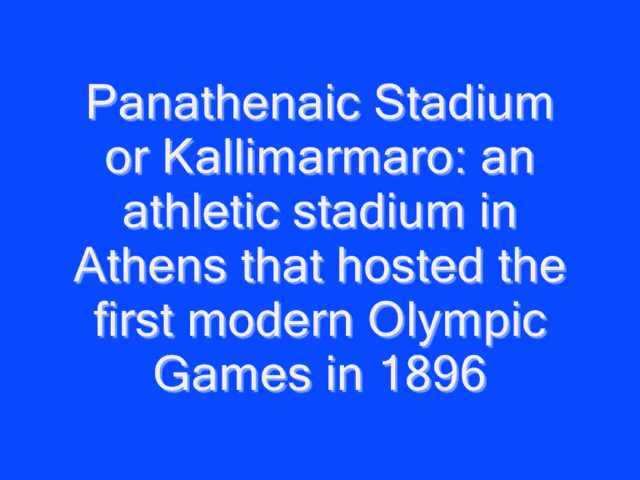 Panathenaic Stadium
or Kallimarmaro: an
athletic stadium in
Athens that hosted the
first modern Olympic
Games in 1896